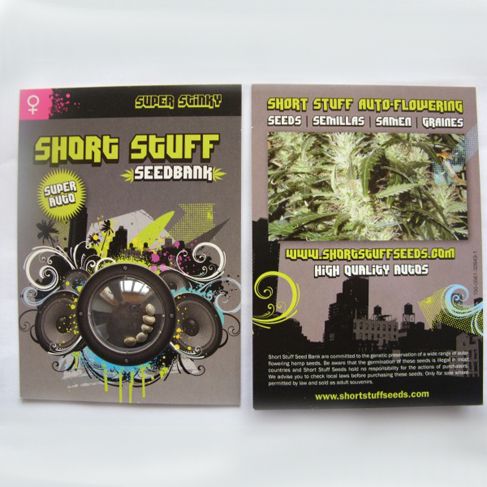 SUPER STINKY
SHORT STUFF
SEEDBANK
SUPER
AUTO
SHORT STUFF AUTO-FLOWERING
SEEDS | SEMILLAS | SAMEN | GRAINES
WWW.SHORTSTUFFSEEDS.COM
HIGH QUALITY AUTOS
Short Stuff Seed Bank are committed to the genetic preservation of a wide range of auto
flowering hemp seeds. Be aware that the germination of these seeds is illegal in most
countries and Short Stuff Seeds hold no responsibility for the actions of purchasers.
We advise you to check local laws before purchasing these seeds. Only for sale where
permitted by law and sold as adult souvenirs.
www.shortstuffseeds.com